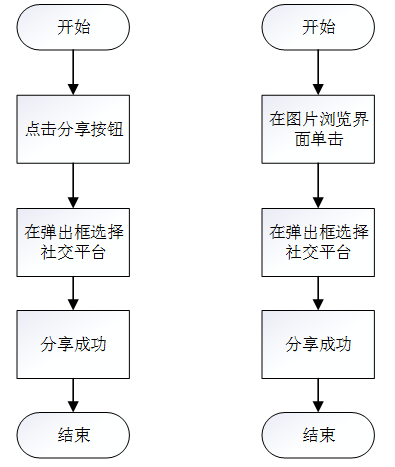 开始
点击分享按钮
在弹出框选择
社交平台
分享成功
结束
开始
在图片浏览界
面单击
在弹出框选择
社交平台
分享成功
结束